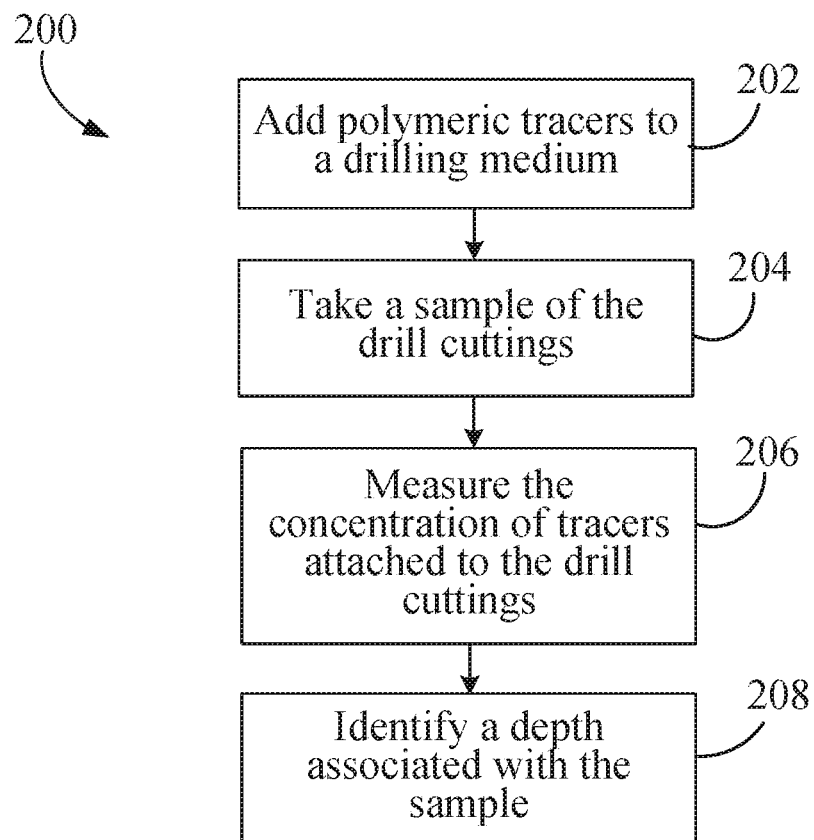 200
202
Add polymeric tracers to
a drilling medium
204
Take a sample of the
drill cuttings
206
Measure the
concentration of tracers
attached to the drill
cuttings
208
Identify a depth
associated with the
sample